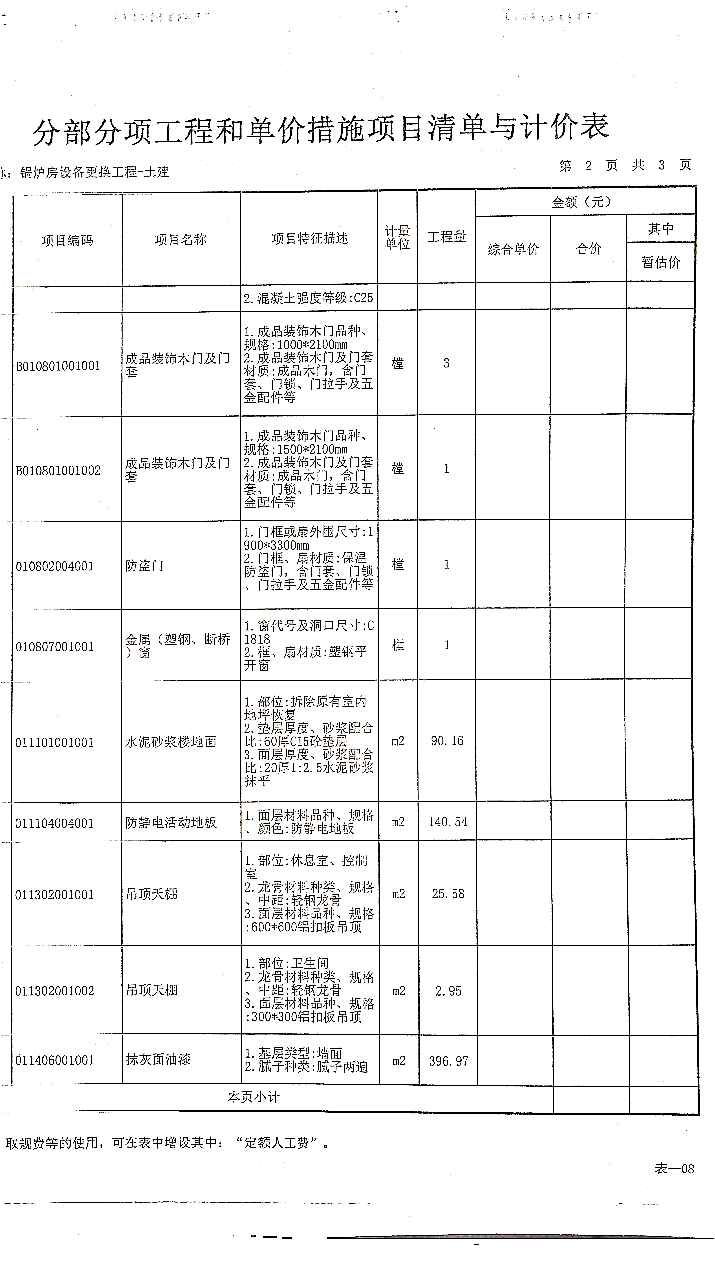 分部分项工程和单价措施项目清单与计价表
称：锅炉房设备更换工程-土建
第 2 页 共 3 页
项目编码 项目名称 项目特征描述 计量单位 工程量 金额（元）
综合单价 合价 其中
暂估价
2.混凝土强度等级:C25
B010801001001 成品装饰木门及门套 樘 3
1.成品装饰木门品种、
规格:1000*2100mm
2.成品装饰木门及门套
材质:成品木门，含门
套、门锁、门拉手及五
金配件等
B010801001002 成品装饰木门及门套 樘 1
1.成品装饰木门品种、
规格:1500*2100mm
2.成品装饰木门及门套
材质:成品木门，含门
套、门锁、门拉手及五
金配件等
010802004001 防盗门 樘 1
1.门框或扇外围尺寸:1
900*3300mm
2.门框、扇材质:保温
防盗门，含门套、门锁
、门拉手及五金配件等
010807001001 金属（塑钢、断桥）窗 樘 1
1.窗代号及洞口尺寸:C
1818
2.框、扇材质:塑钢平
开窗
011101001001 水泥砂浆楼地面 m2 90.16
1.部位:拆除原有室内
地坪恢复
2.垫层厚度、砂浆配合
比:60厚C15砼垫层
3.面层厚度、砂浆配合
比:20厚1:2.5水泥砂浆
抹平
011104004001 防静电活动地板 m2 140.54
1.面层材料品种、规格
、颜色:防静电地板
011302001001 吊顶天棚 m2 25.58
1.部位:休息室、控制
室
2.龙骨材料种类、规格
、中距:轻钢龙骨
3.面层材料品种、规格
:600*600铝扣板吊顶
011302001002 吊顶天棚 m2 2.95
1.部位:卫生间
2.龙骨材料种类、规格
、中距:轻钢龙骨
3.面层材料品种、规格
:300*300铝扣板吊顶
011406001001 抹灰面油漆 m2 396.97
1.基层类型:墙面
2.腻子种类:腻子两遍
本页小计
取规费等的使用，可在表中增设其中：“定额人工费”。
表—08